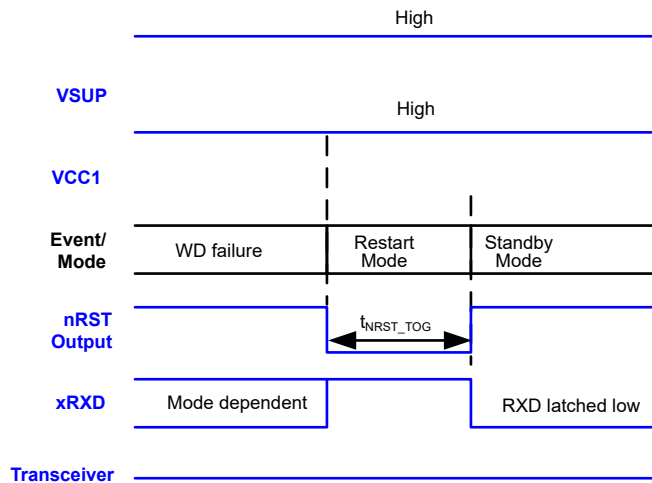 High
VSUP
High
VCC1
Event/
Mode
WD failure
Restart
Mode
Standby
Mode
nRST
Output
tNRST_TOG
xRXD
Mode dependent
RXD latched low
Transceiver